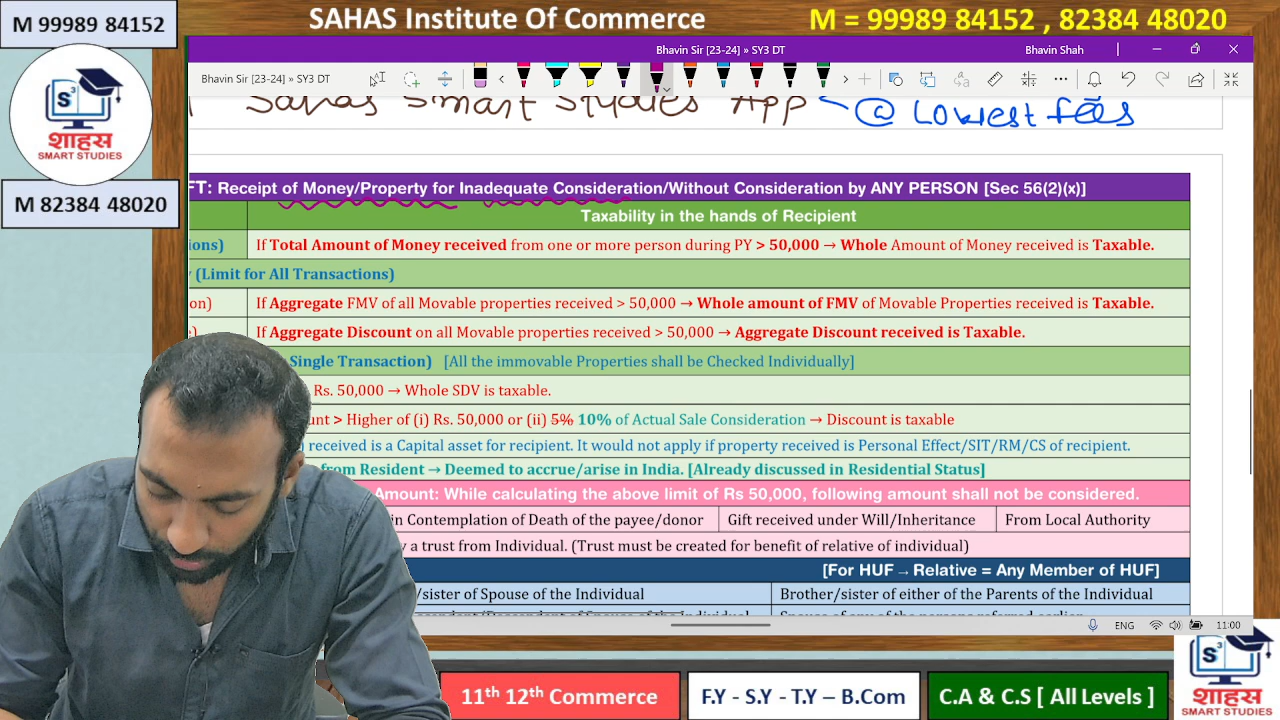 SAHAS Institute Of Commerce
M = 99989 84152 , 82384 48020
M 99989 84152
S³
शाहस
SMART STUDIES
M 82384 48020
Bhavin Sir [23-24] » SY3 DT
Bhavin Shah
Bhavin Sir [23-24] » SY3 DT
Sahas Smart Studies App
@ Lowest fees
FT: Receipt of Money/Property for Inadequate Consideration/Without Consideration by ANY PERSON [Sec 56(2)(x)]
Taxability in the hands of Recipient
ions)
If Total Amount of Money received from one or more person during PY > 50,000 → Whole Amount of Money received is Taxable.
(Limit for All Transactions)
on)
If Aggregate FMV of all Movable properties received > 50,000 → Whole amount of FMV of Movable Properties received is Taxable.
e)
If Aggregate Discount on all Movable properties received > 50,000 → Aggregate Discount received is Taxable.
Single Transaction) [All the immovable Properties shall be Checked Individually]
Rs. 50,000 → Whole SDV is taxable.
unt > Higher of (i) Rs. 50,000 or (ii) 5% 10% of Actual Sale Consideration → Discount is taxable
) received is a Capital asset for recipient. It would not apply if property received is Personal Effect/SIT/RM/CS of recipient.
from Resident → Deemed to accrue/arise in India. [Already discussed in Residential Status]
Amount: While calculating the above limit of Rs 50,000, following amount shall not be considered.
in Contemplation of Death of the payee/donor
Gift received under Will/Inheritance
From Local Authority
y a trust from Individual. (Trust must be created for benefit of relative of individual)
[For HUF → Relative = Any Member of HUF]
/sister of Spouse of the Individual
Brother/sister of either of the Parents of the Individual
ENG
11:00
11th 12th Commerce
F.Y - S.Y - T.Y – B.Com
C.A & C.S [ All Levels ]
S³
शाहस
SMART STUDIES